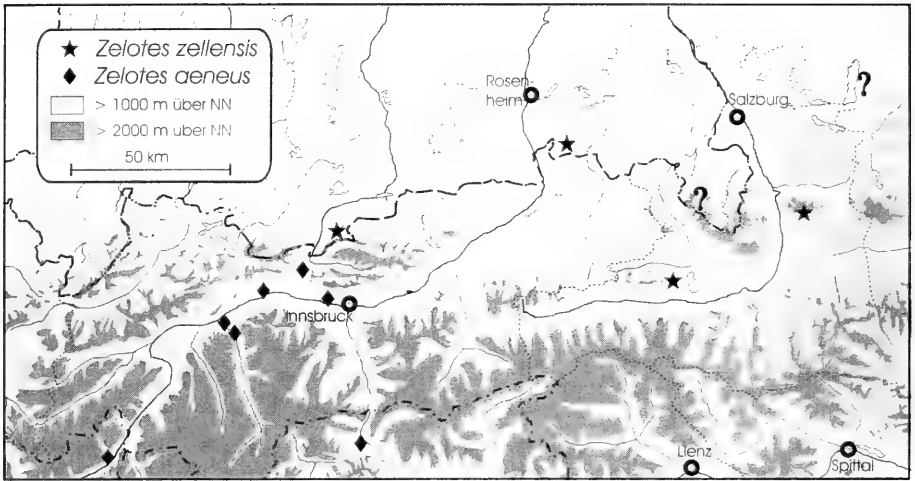 Zelotes zellensis
Zelotes aeneus
> 1000 m über NN
> 2000 m uber NN
50 km
Rosen-
heim
Salzburg
?
?
Innsbruck
Lienz
Spittal